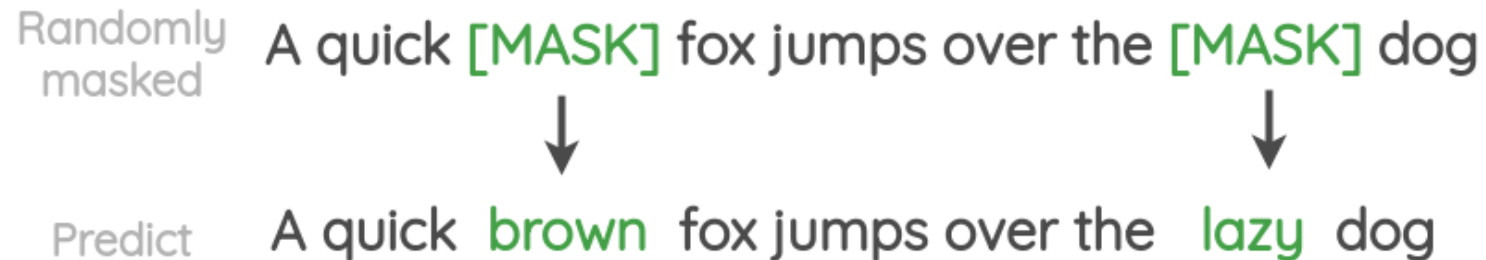 Randomly
masked
A quick [MASK] fox jumps over the [MASK] dog
Predict
A quick brown fox jumps over the lazy dog